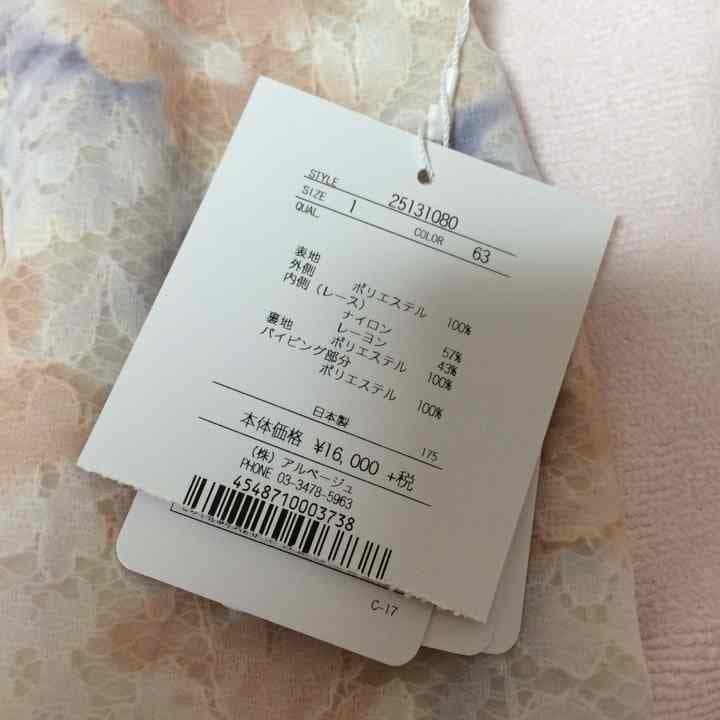 STYLE 25131080
SIZE 1 COLOR 63
QUAL.
表地
外側 ポリエステル 100%
内側(レース)
ナイロン 57%
レーヨン 43%
裏地 ポリエステル 100%
パイピング部分
ポリエステル 100%
日本製 175
本体価格 ¥16,000 +税
(株) アルページュ
PHONE 03-3478-5963
4548710003738
C-17